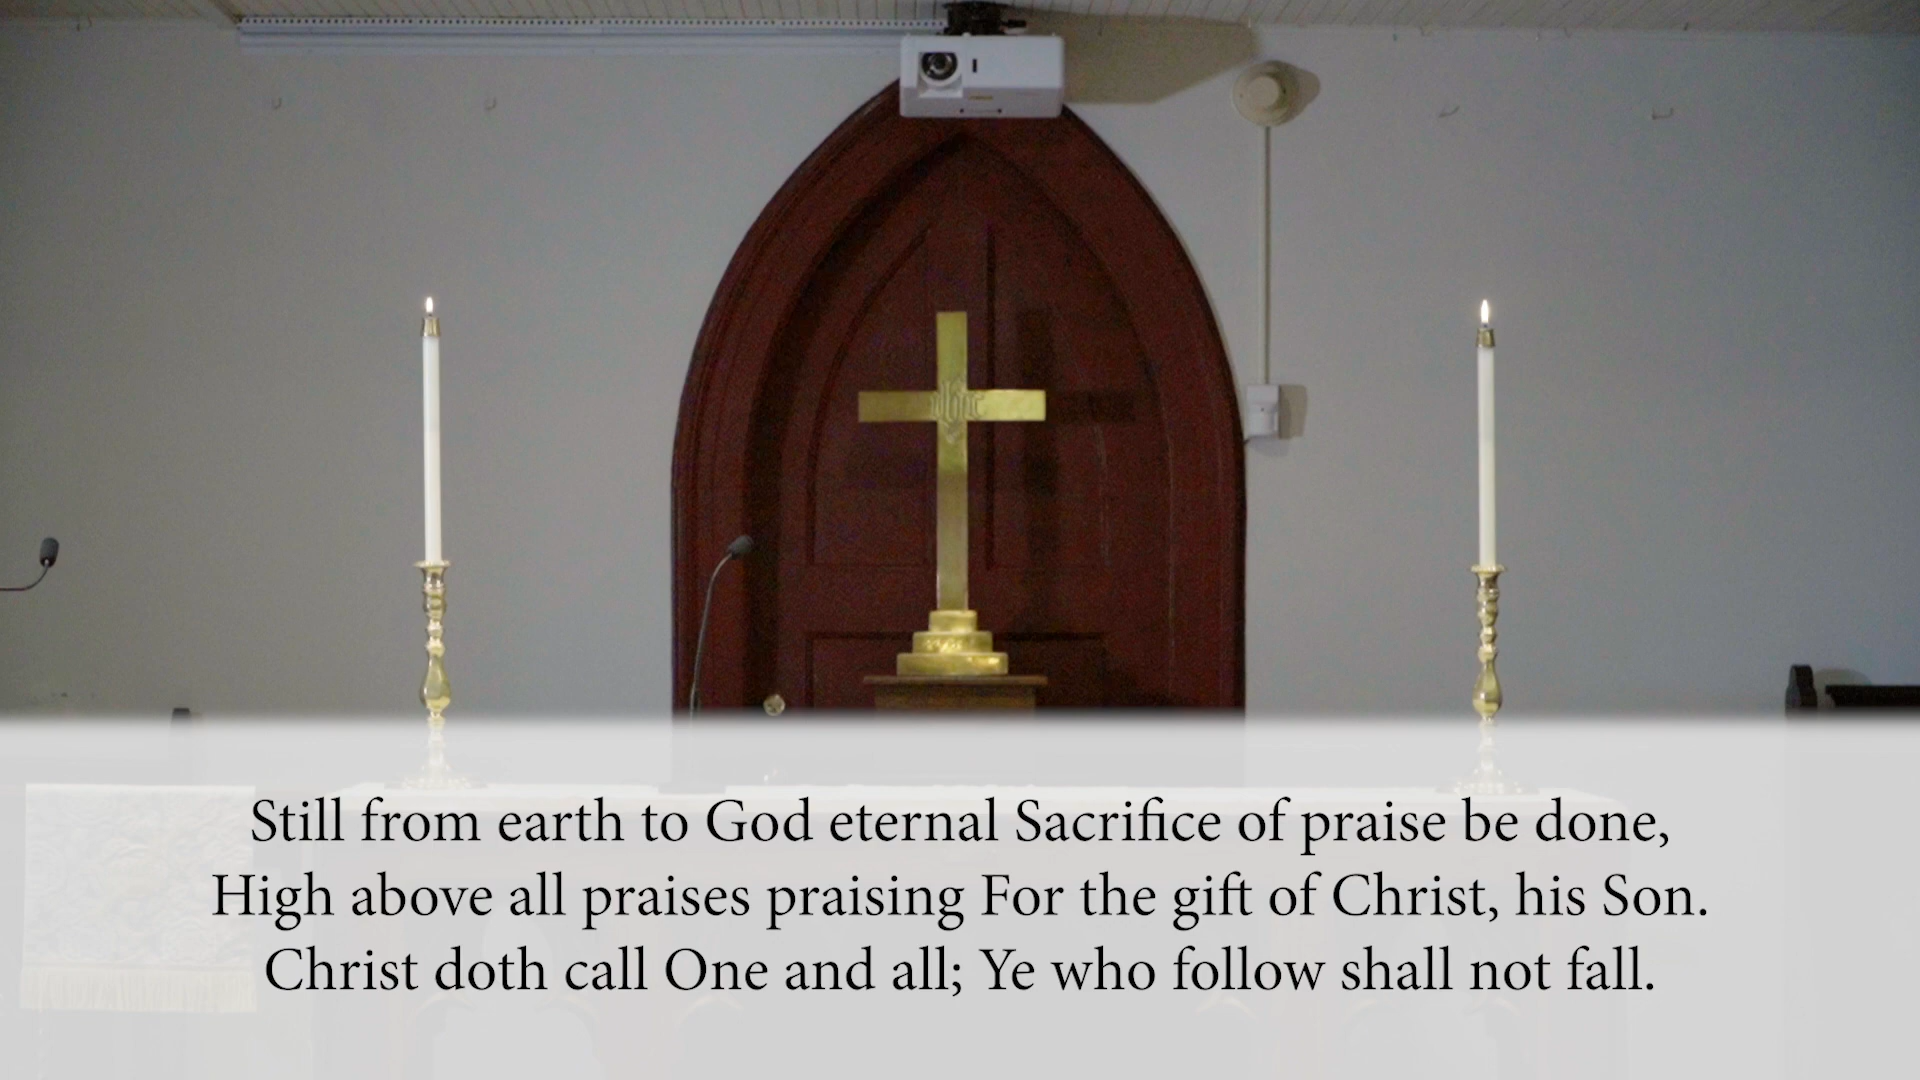 ihc
Still from earth to God eternal Sacrifice of praise be done,
High above all praises praising For the gift of Christ, his Son.
Christ doth call One and all; Ye who follow shall not fall.